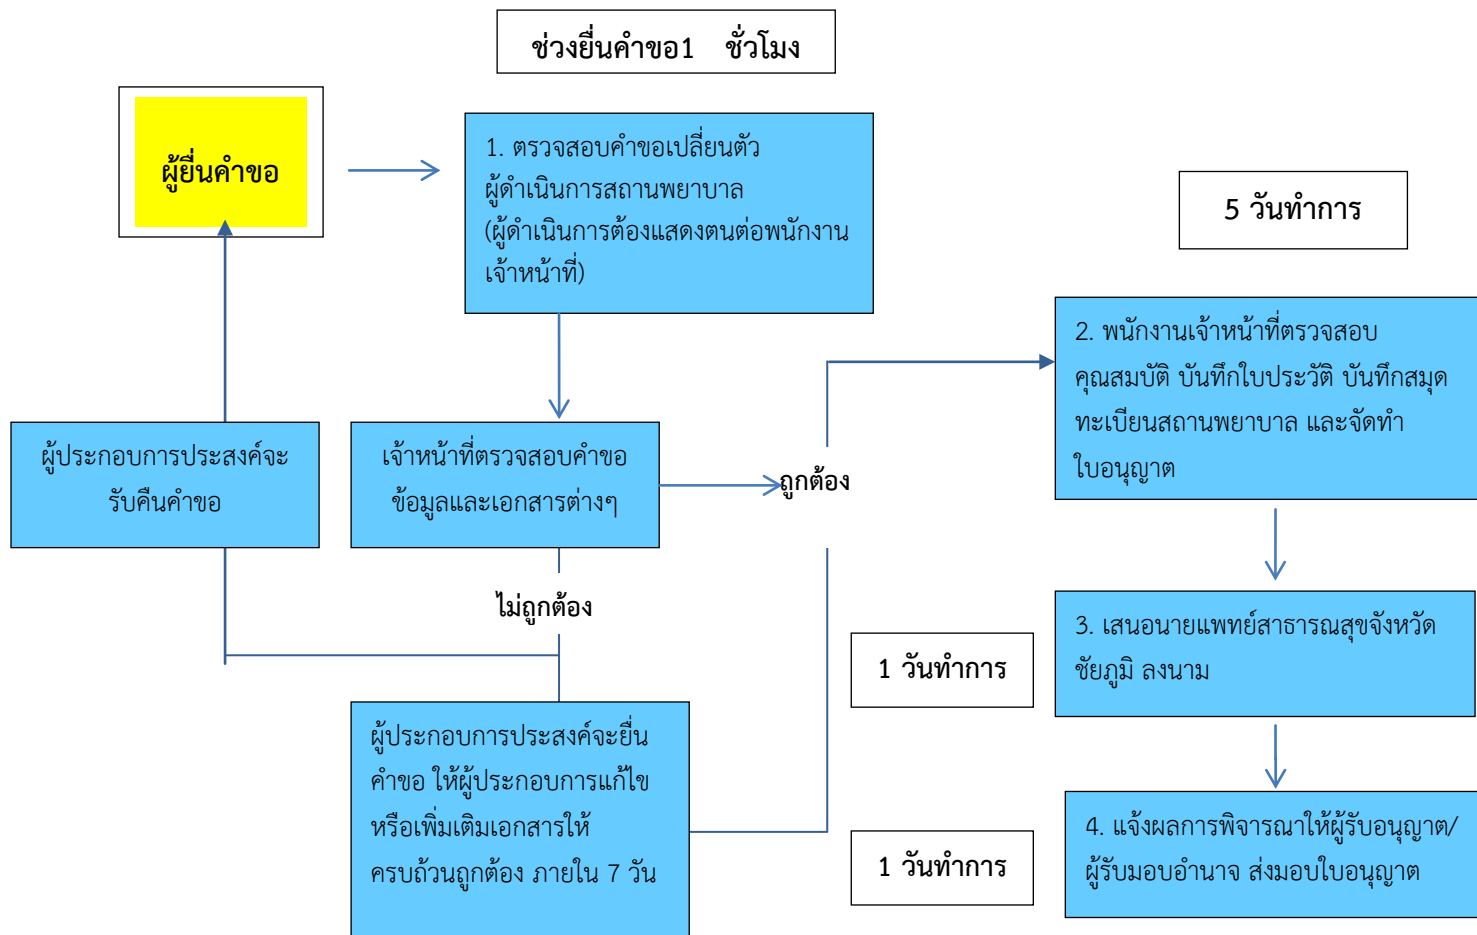 ช่วงยื่นคำขอ1 ชั่วโมง
ผู้ยื่นคำขอ
1. ตรวจสอบคำขอเปลี่ยนตัว
ผู้ดำเนินการสถานพยาบาล
(ผู้ดำเนินการต้องแสดงตนต่อพนักงาน
เจ้าหน้าที่)
5 วันทำการ
2. พนักงานเจ้าหน้าที่ตรวจสอบ
คุณสมบัติ บันทึกใบประวัติ บันทึกสมุด
ทะเบียนสถานพยาบาล และจัดทำ
ใบอนุญาต
ผู้ประกอบการประสงค์จะ
รับคืนคำขอ
เจ้าหน้าที่ตรวจสอบคำขอ
ข้อมูลและเอกสารต่างๆ
ถูกต้อง
ไม่ถูกต้อง
1 วันทำการ
3. เสนอนายแพทย์สาธารณสุขจังหวัด
ชัยภูมิ ลงนาม
ผู้ประกอบการประสงค์จะยื่น
คำขอ ให้ผู้ประกอบการแก้ไข
หรือเพิ่มเติมเอกสารให้
ครบถ้วนถูกต้อง ภายใน 7 วัน
1 วันทำการ
4. แจ้งผลการพิจารณาให้ผู้รับอนุญาต/
ผู้รับมอบอำนาจ ส่งมอบใบอนุญาต